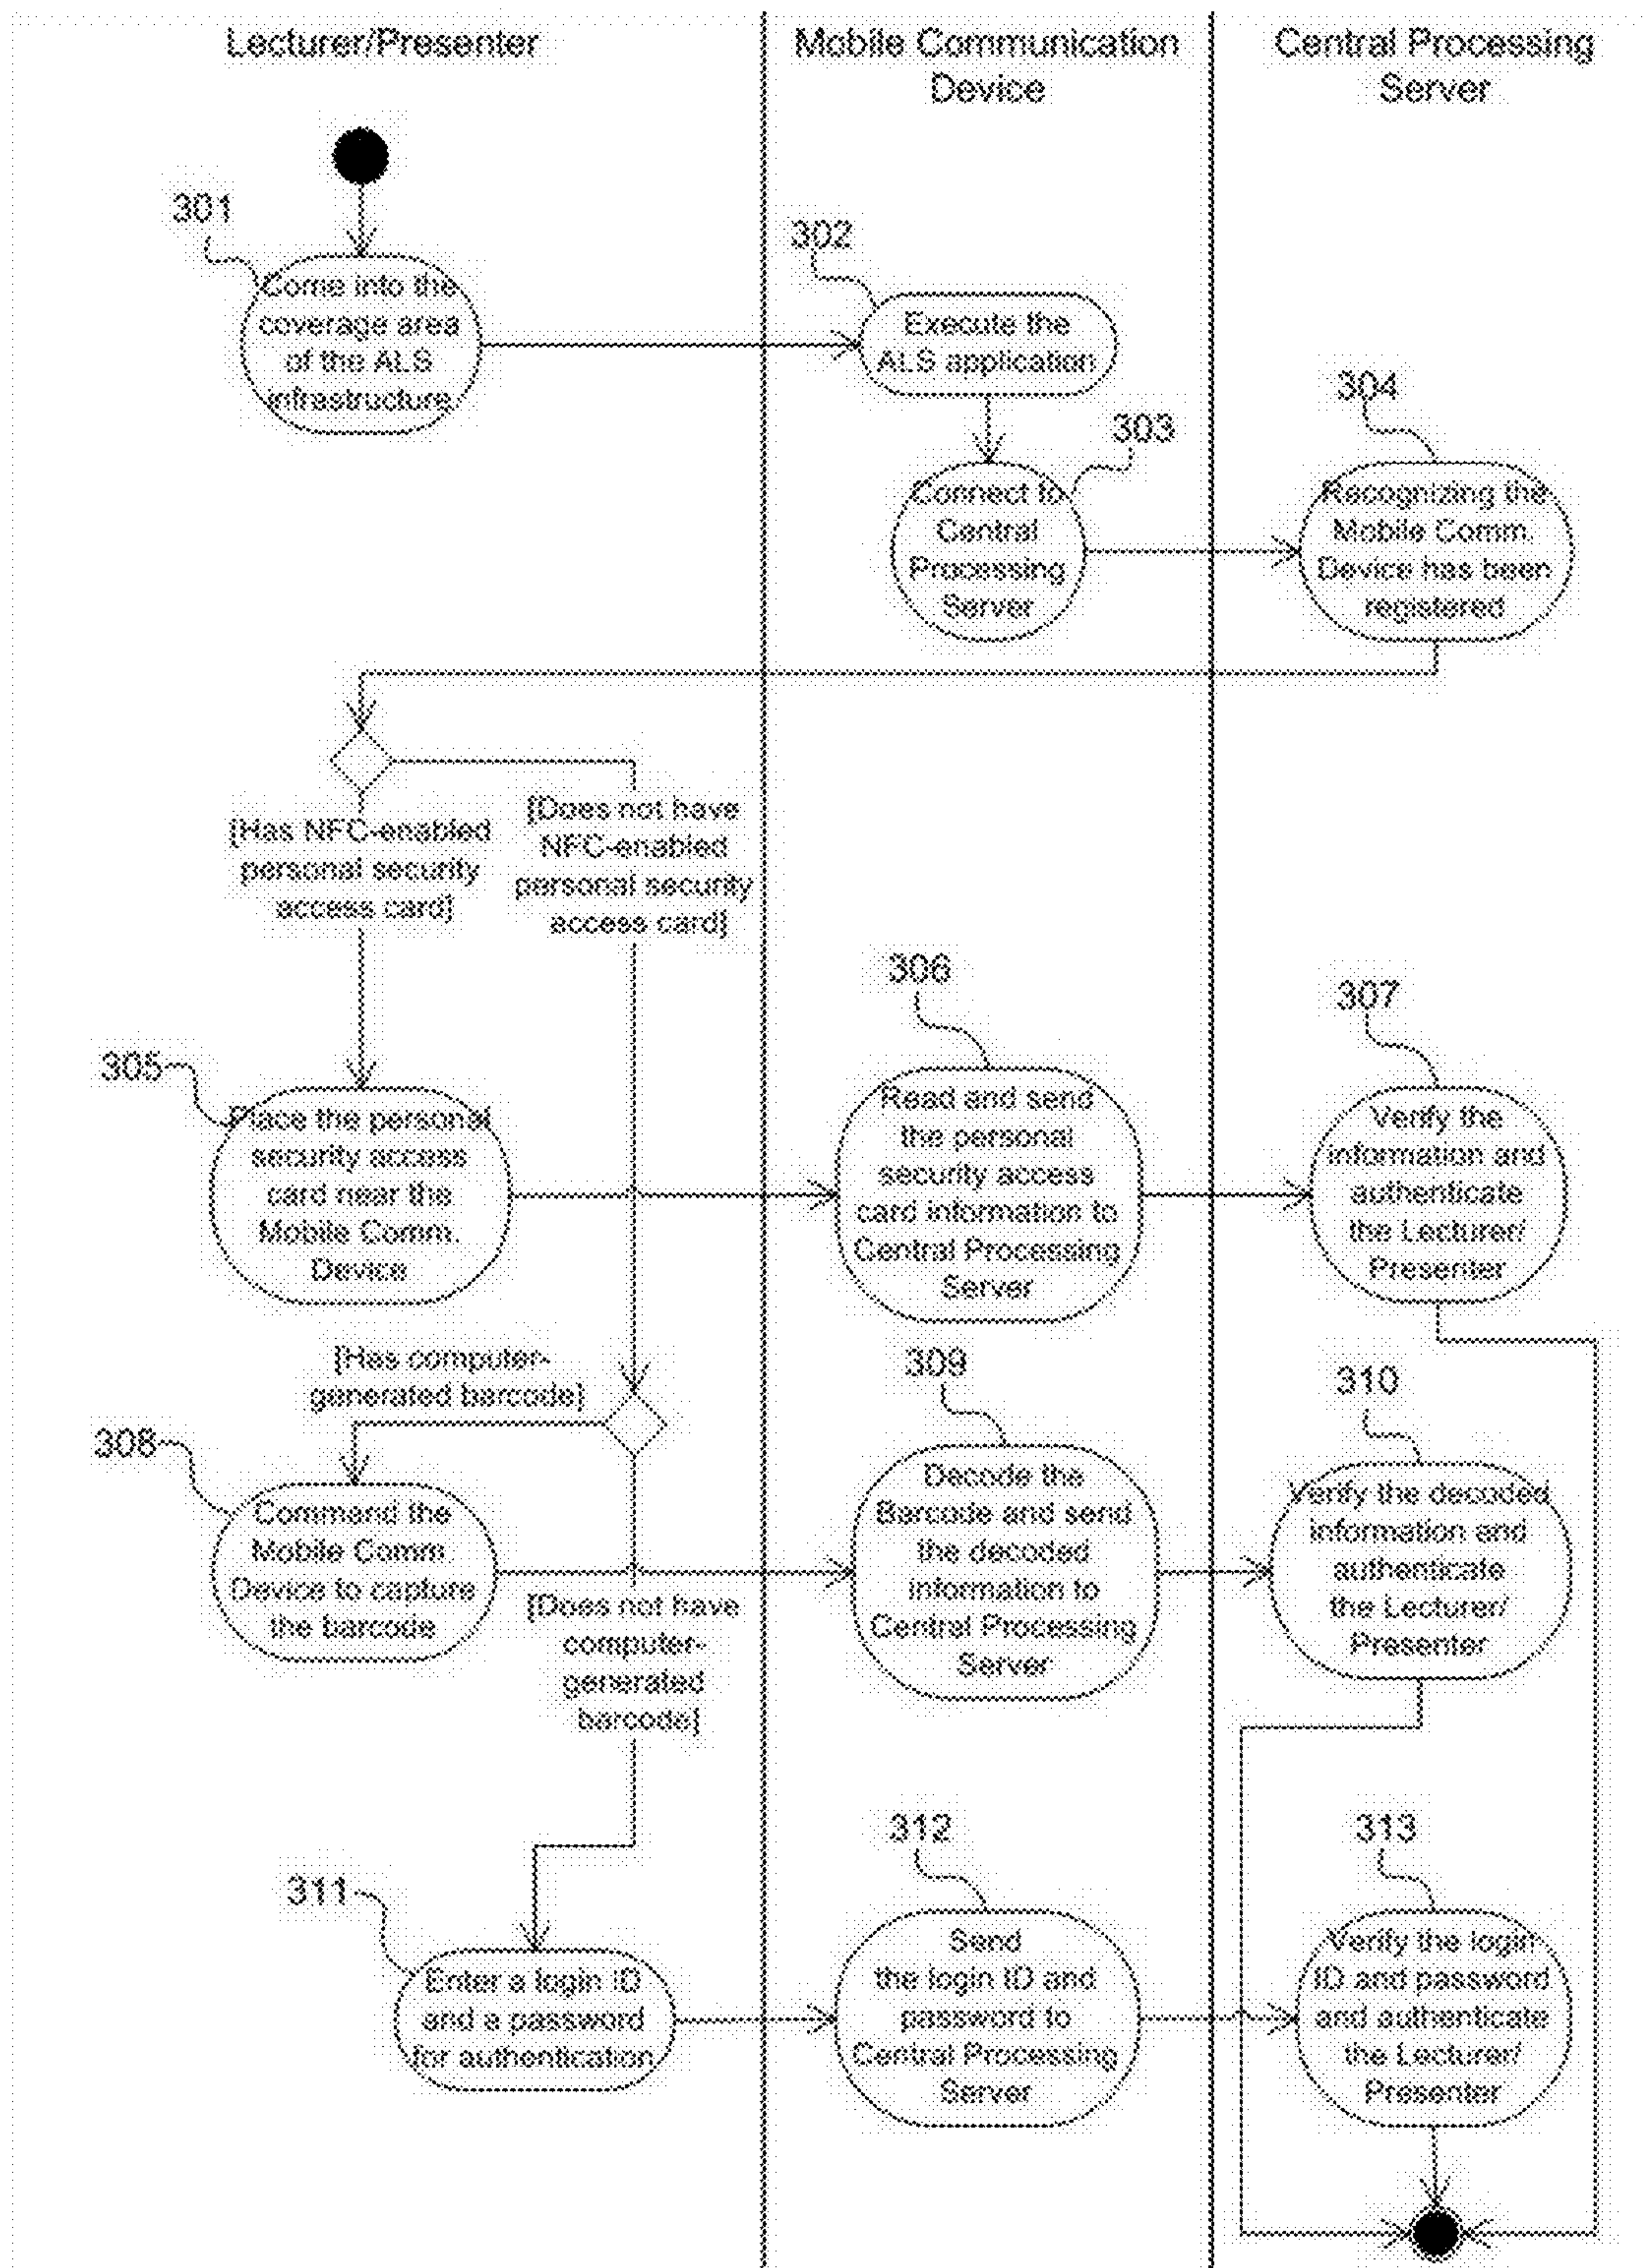 Lecturer/Presenter
Mobile Communication
Device
Central Processing
Server
301
Come into the
coverage area
of the ALS
infrastructure
302
Execute the
ALS application
303
Connect to
Central
Processing
Server
304
Recognizing the
Mobile Comm.
Device has been
registered
[Has NFC-enabled
personal security
access card]
[Does not have
NFC-enabled
personal security
access card]
305
Place the personal
security access
card near the
Mobile Comm.
Device
306
Read and send
the personal
security access
card information to
Central Processing
Server
307
Verify the
information and
authenticate
the Lecturer/
Presenter
[Has computer-
generated barcode]
308
Command the
Mobile Comm.
Device to capture
the barcode
309
Decode the
Barcode and send
the decoded
information to
Central Processing
Server
310
Verify the decoded
information and
authenticate
the Lecturer/
Presenter
[Does not have
computer-
generated
barcode]
311
Enter a login ID
and a password
for authentication
312
Send
the login ID and
password to
Central Processing
Server
313
Verify the login
ID and password
and authenticate
the Lecturer/
Presenter